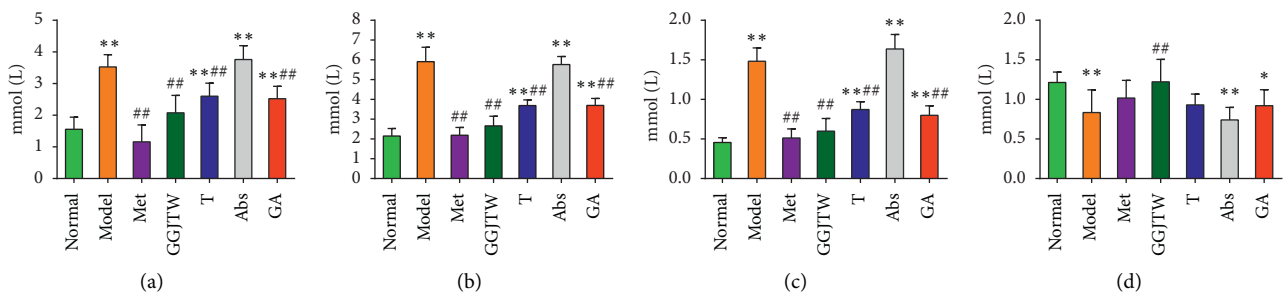 mmol (L)
5
4
3
2
1
0
**
##
##
**##
**
**##
Normal
Model
Met
GGJTW
T
Abs
GA
(a)
mmol (L)
8
7
6
5
4
3
2
1
0
**
##
##
**##
**
**##
Normal
Model
Met
GGJTW
T
Abs
GA
(b)
mmol (L)
2.0
1.5
1.0
0.5
0.0
**
##
##
**##
**
**##
Normal
Model
Met
GGJTW
T
Abs
GA
(c)
mmol (L)
2.0
1.5
1.0
0.5
0.0
**
##
**
*
Normal
Model
Met
GGJTW
T
Abs
GA
(d)